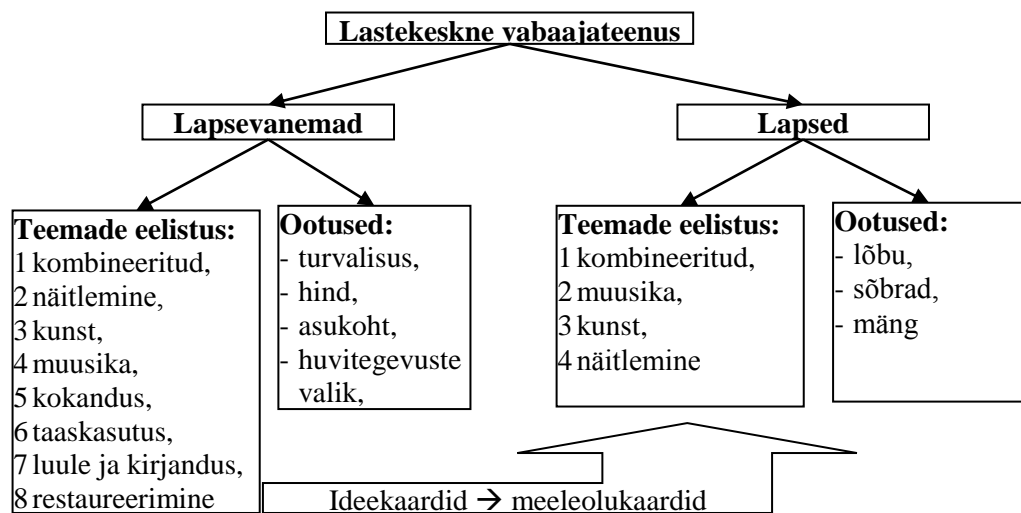 Lastekeskne vabaajateenus
Lapsevanemad
Lapsed
Teemade eelistus:
1 kombineeritud,
2 näitlemine,
3 kunst,
4 muusika,
5 kokandus,
6 taaskasutus,
7 luule ja kirjandus,
8 restaureerimine
Ootused:
- turvalisus,
- hind,
- asukoht,
- huvitegevuste
valik,
Teemade eelistus:
1 kombineeritud,
2 muusika,
3 kunst,
4 näitlemine
Ootused:
- lõbu,
- sõbrad,
- mäng
Ideekaardid → meeleolukaardid